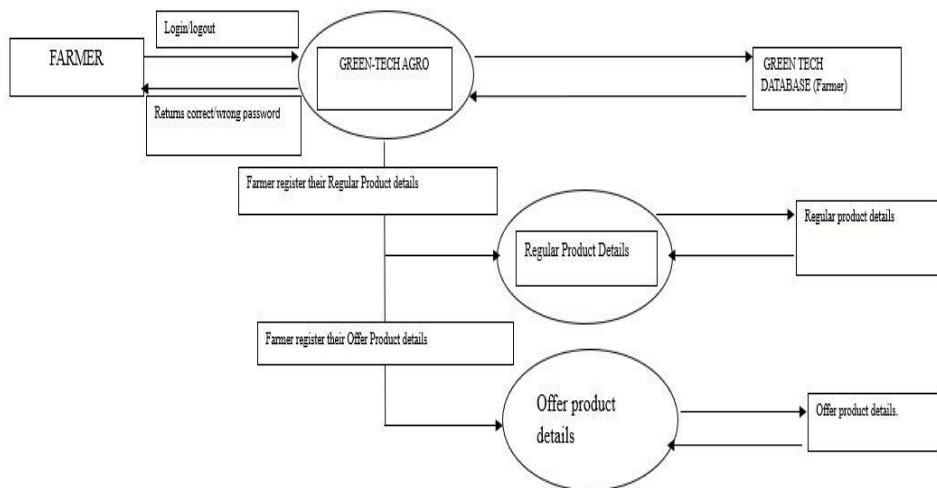 Login/logout
FARMER
GREEN-TECH AGRO
GREEN TECH
DATABASE (Farmer)
Returns correct/wrong password
Farmer register their Regular Product details
Regular product details
Regular Product Details
Farmer register their Offer Product details
Offer product
details
Offer product details.